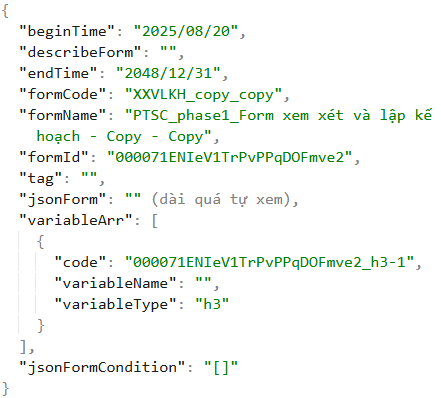 {
"beginTime": "2025/08/20",
"describeForm": "",
"endTime": "2048/12/31",
"formCode": "XXVLKH_copy_copy",
"formName": "PTSC_phase1_Form xem xét và lập kế
hoạch - Copy - Copy",
"formId": "000071ENIeV1TrPvPPqDOFmve2",
"tag": "",
"jsonForm": "" (dài quá tự xem),
"variableArr": [
{
"code": "000071ENIeV1TrPvPPqDOFmve2_h3-1",
"variableName": "",
"variableType": "h3"
}
],
"jsonFormCondition": "[]"
}